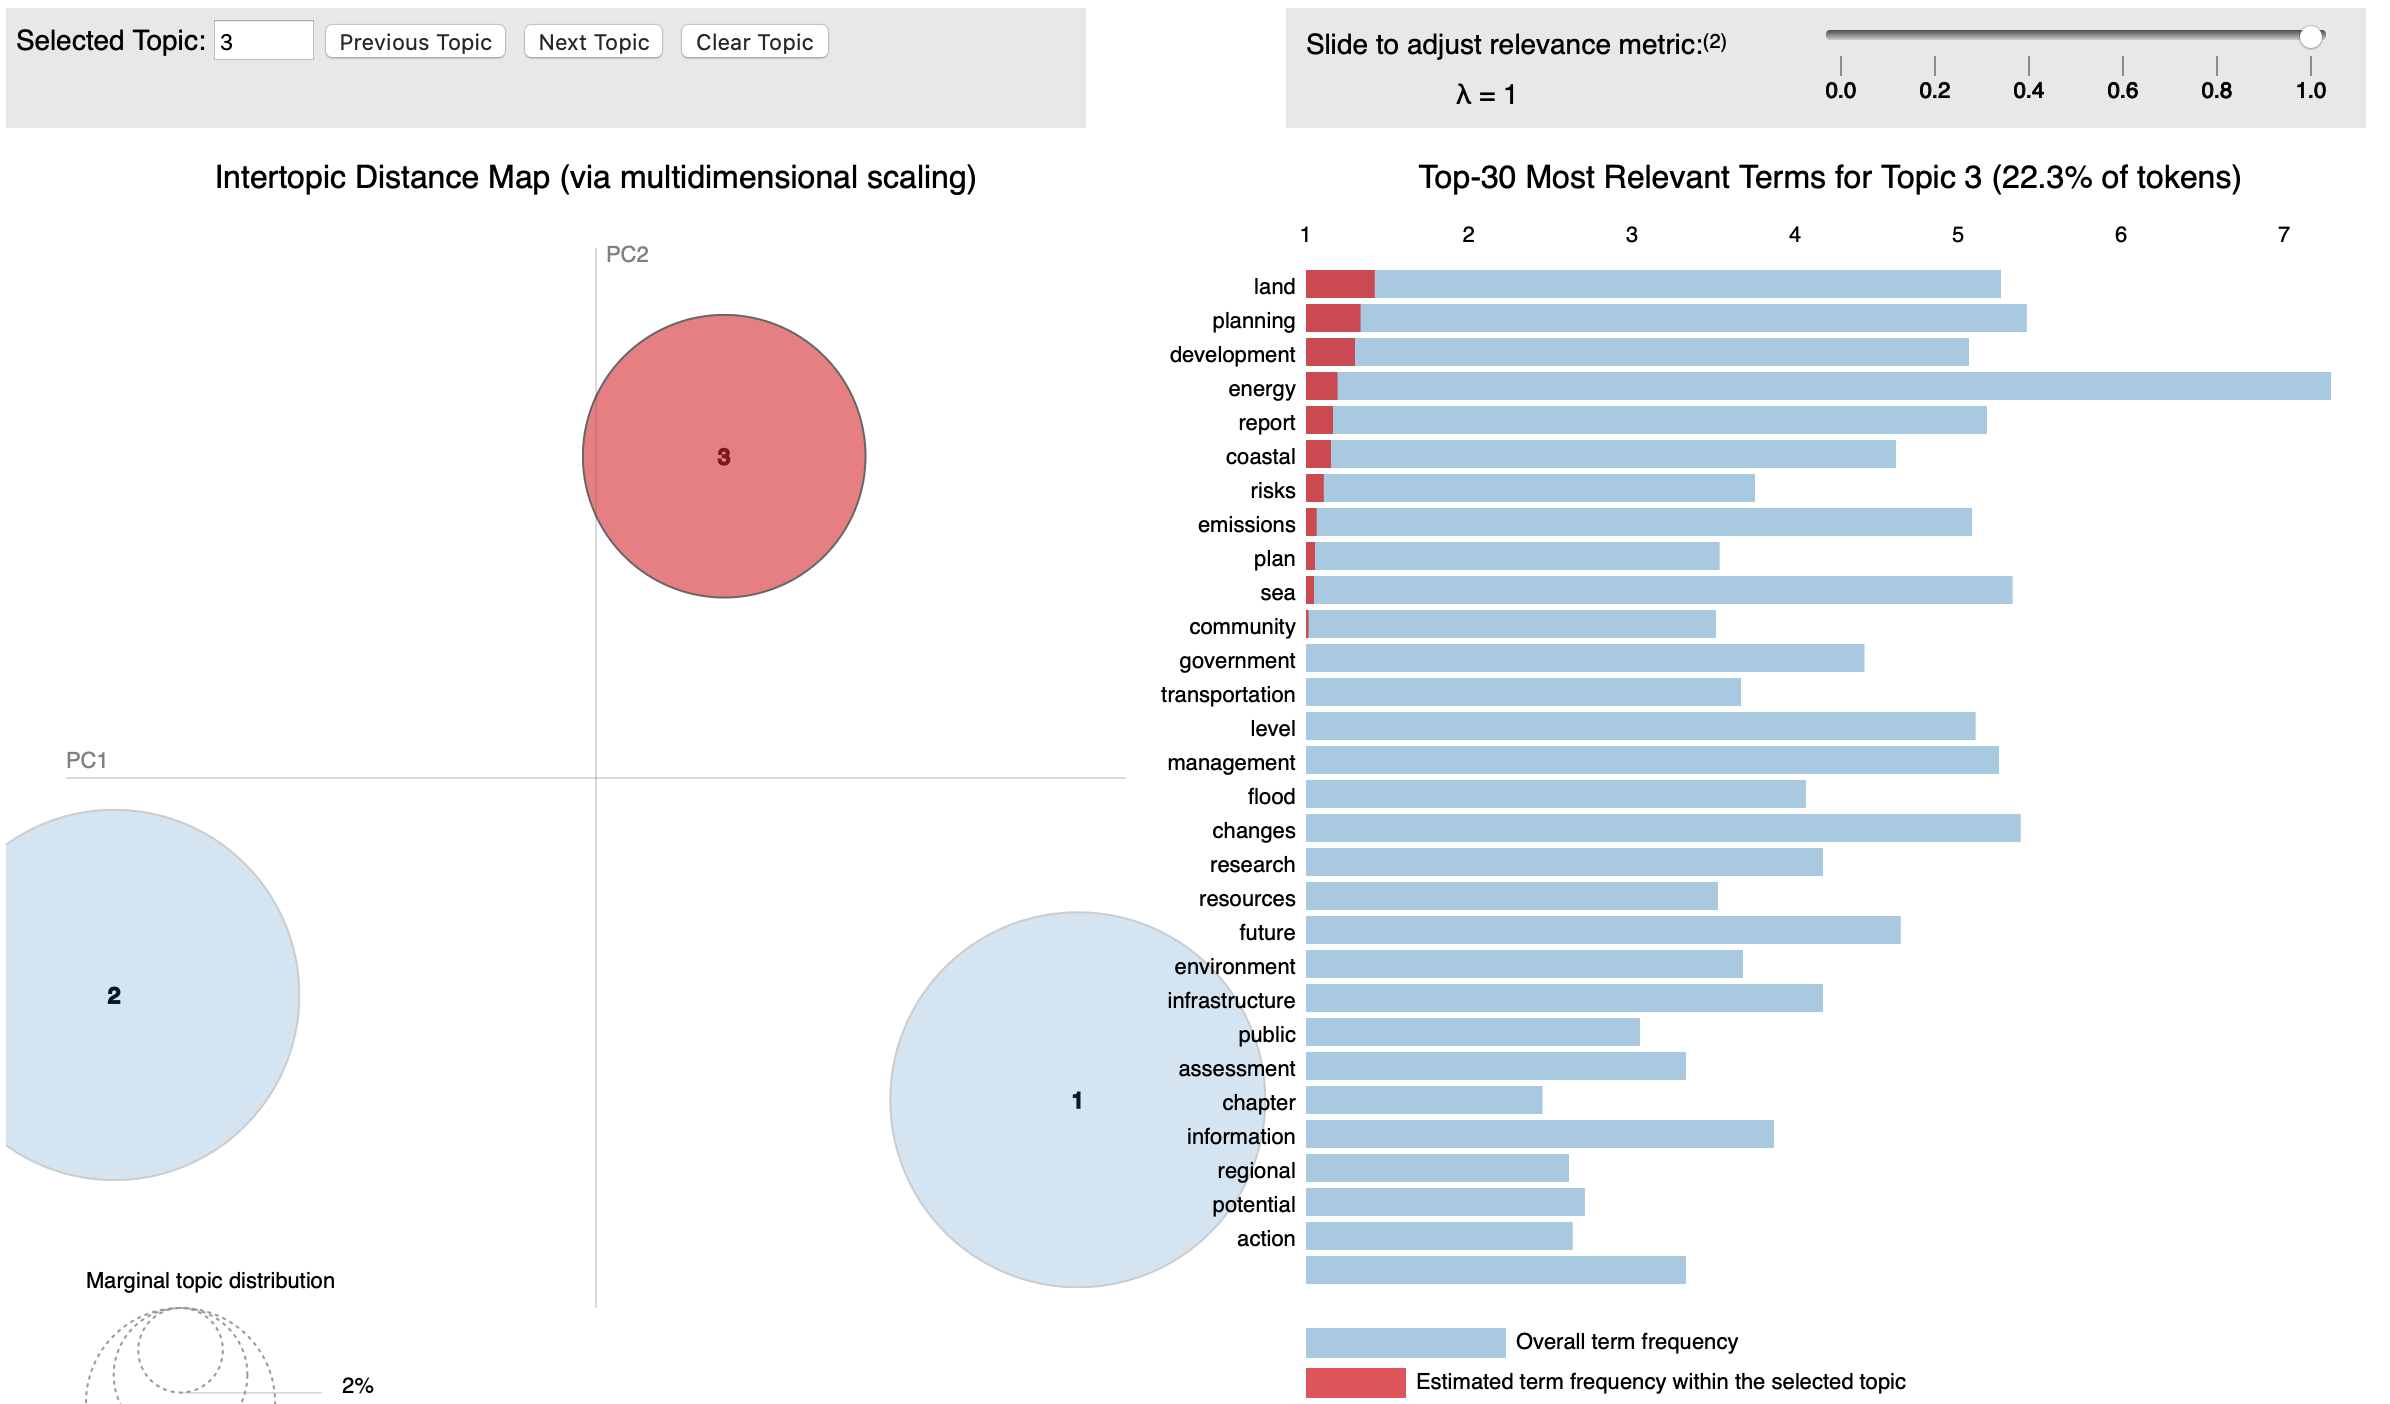 Selected Topic: 3 Previous Topic Next Topic Clear Topic
Slide to adjust relevance metric:(2)
λ = 1
0.0 0.2 0.4 0.6 0.8 1.0
Intertopic Distance Map (via multidimensional scaling)
PC2
3
PC1
2
1
Marginal topic distribution
2%
Top-30 Most Relevant Terms for Topic 3 (22.3% of tokens)
1 2 3 4 5 6 7
land
planning
development
energy
report
coastal
risks
emissions
plan
sea
community
government
transportation
level
management
flood
changes
research
resources
future
environment
infrastructure
public
assessment
chapter
information
regional
potential
action
Overall term frequency
Estimated term frequency within the selected topic